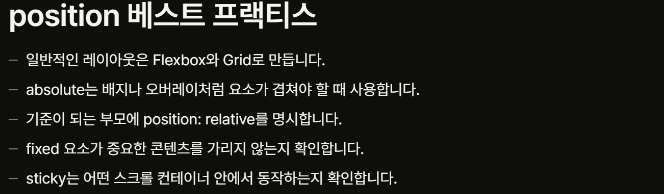 position 베스트 프랙티스
– 일반적인 레이아웃은 Flexbox와 Grid로 만듭니다.
– absolute는 배지나 오버레이처럼 요소가 겹쳐야 할 때 사용합니다.
– 기준이 되는 부모에 position: relative를 명시합니다.
– fixed 요소가 중요한 콘텐츠를 가리지 않는지 확인합니다.
– sticky는 어떤 스크롤 컨테이너 안에서 동작하는지 확인합니다.